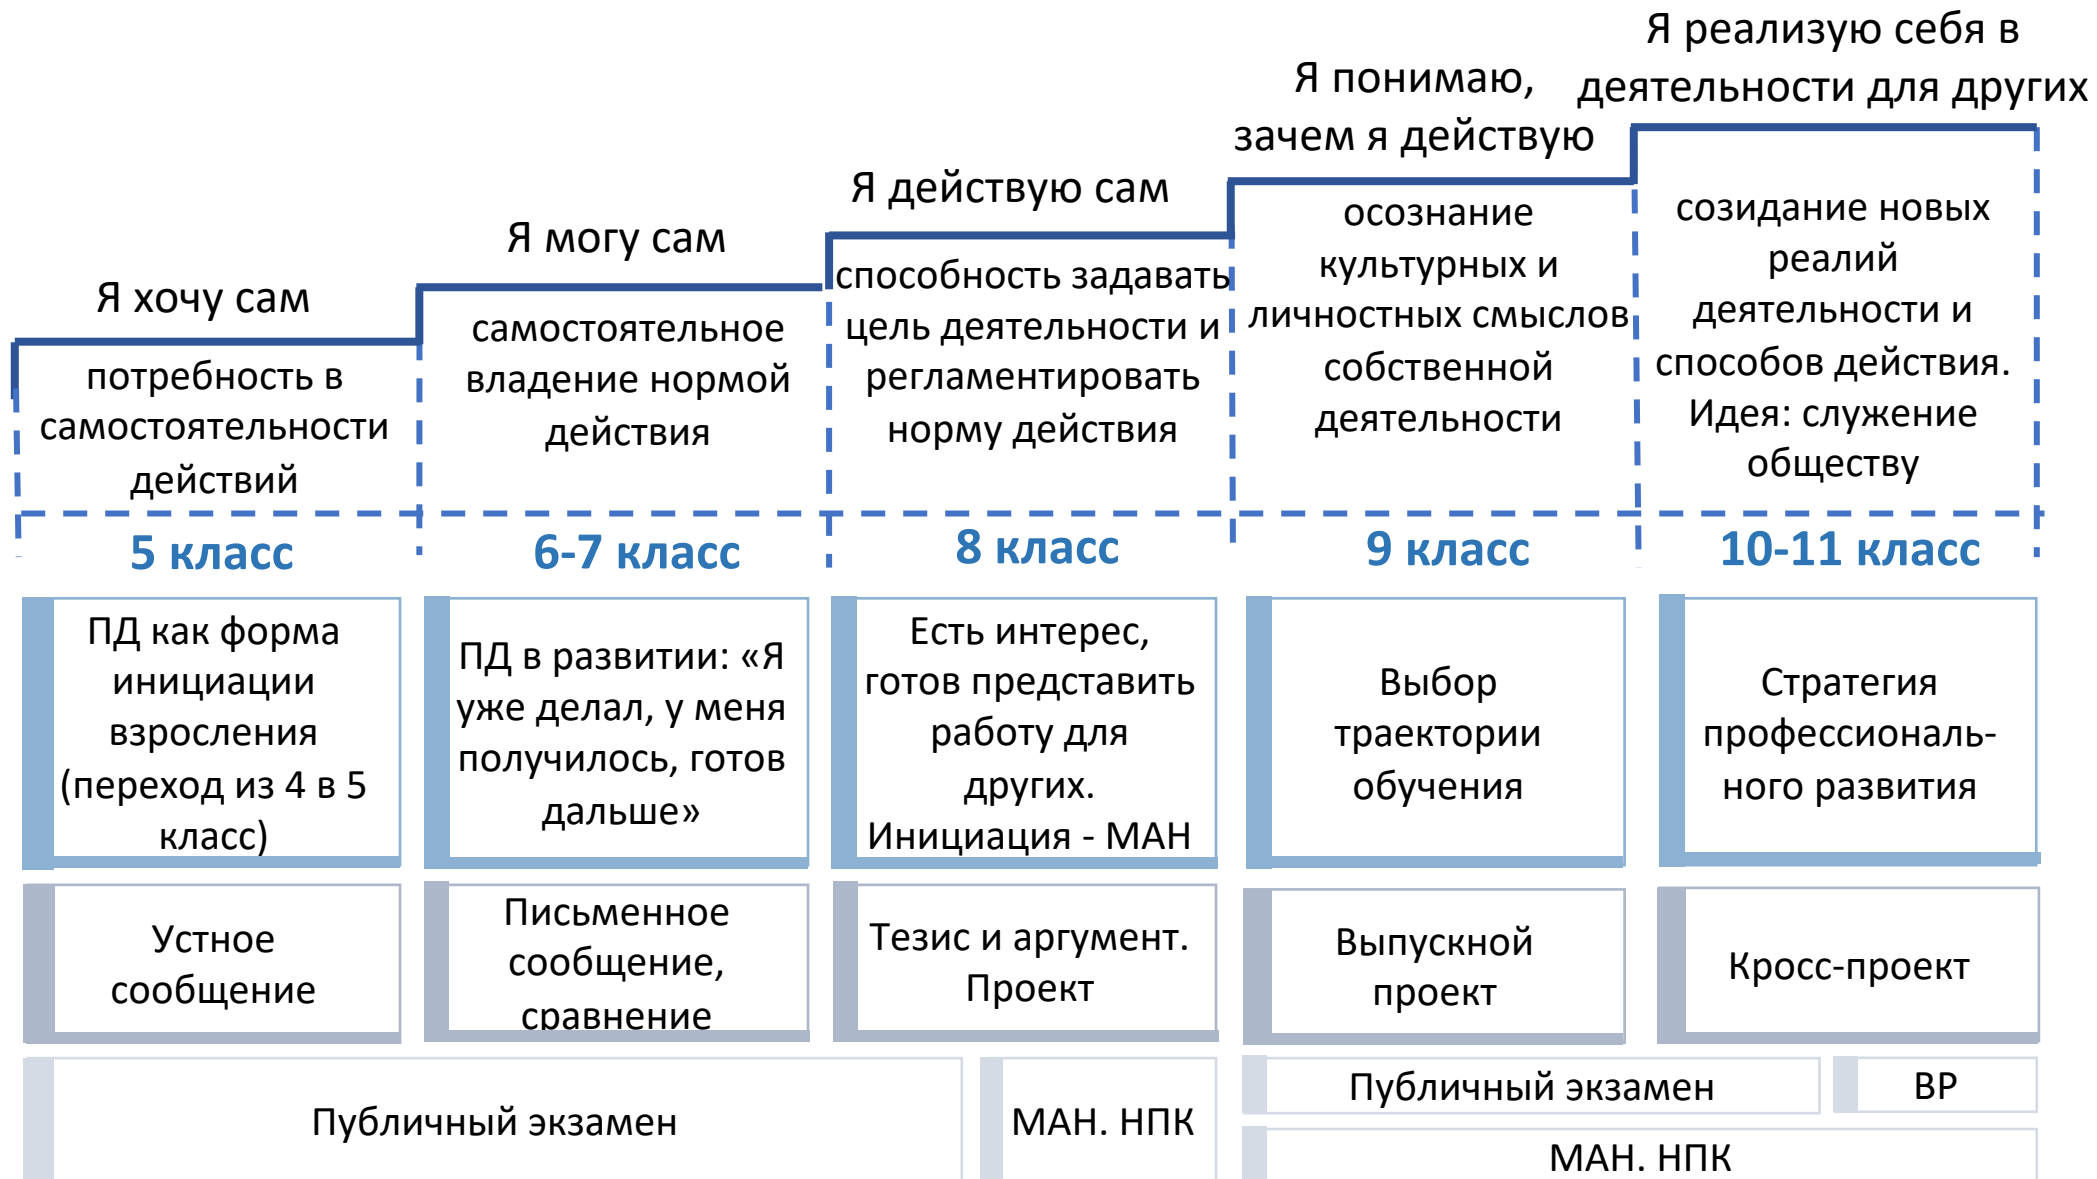 Я хочу сам
потребность в
самостоятельности
действий
Я могу сам
самостоятельное
владение нормой
действия
Я действую сам
способность задавать
цель деятельности и
регламентировать
норму действия
Я понимаю,
зачем я действую
осознание
культурных и
личностных смыслов
собственной
деятельности
Я реализую себя в
деятельности для других
созидание новых
реалий
деятельности и
способов действия.
Идея: служение
обществу
5 класс
6-7 класс
8 класс
9 класс
10-11 класс
ПД как форма
инициации
взросления
(переход из 4 в 5
класс)
ПД в развитии: «Я
уже делал, у меня
получилось, готов
дальше»
Есть интерес,
готов представить
работу для
других.
Инициация - МАН
Выбор
траектории
обучения
Стратегия
профессиональ-
ного развития
Устное
сообщение
Письменное
сообщение,
сравнение
Тезис и аргумент.
Проект
Выпускной
проект
Кросс-проект
Публичный экзамен
МАН. НПК
Публичный экзамен
ВР
МАН. НПК